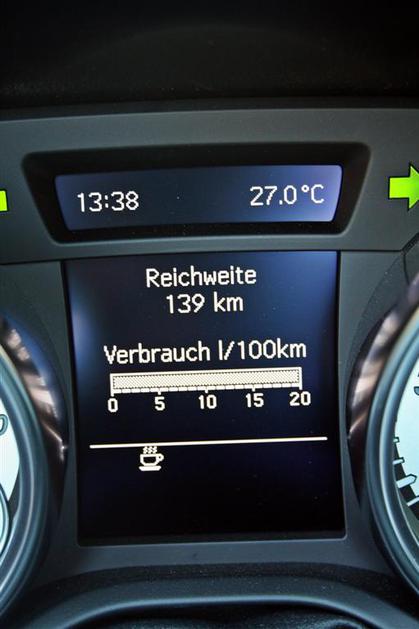 13:38 27.0°C
Reichweite
139 km
Verbrauch l/100km
0 5 10 15 20